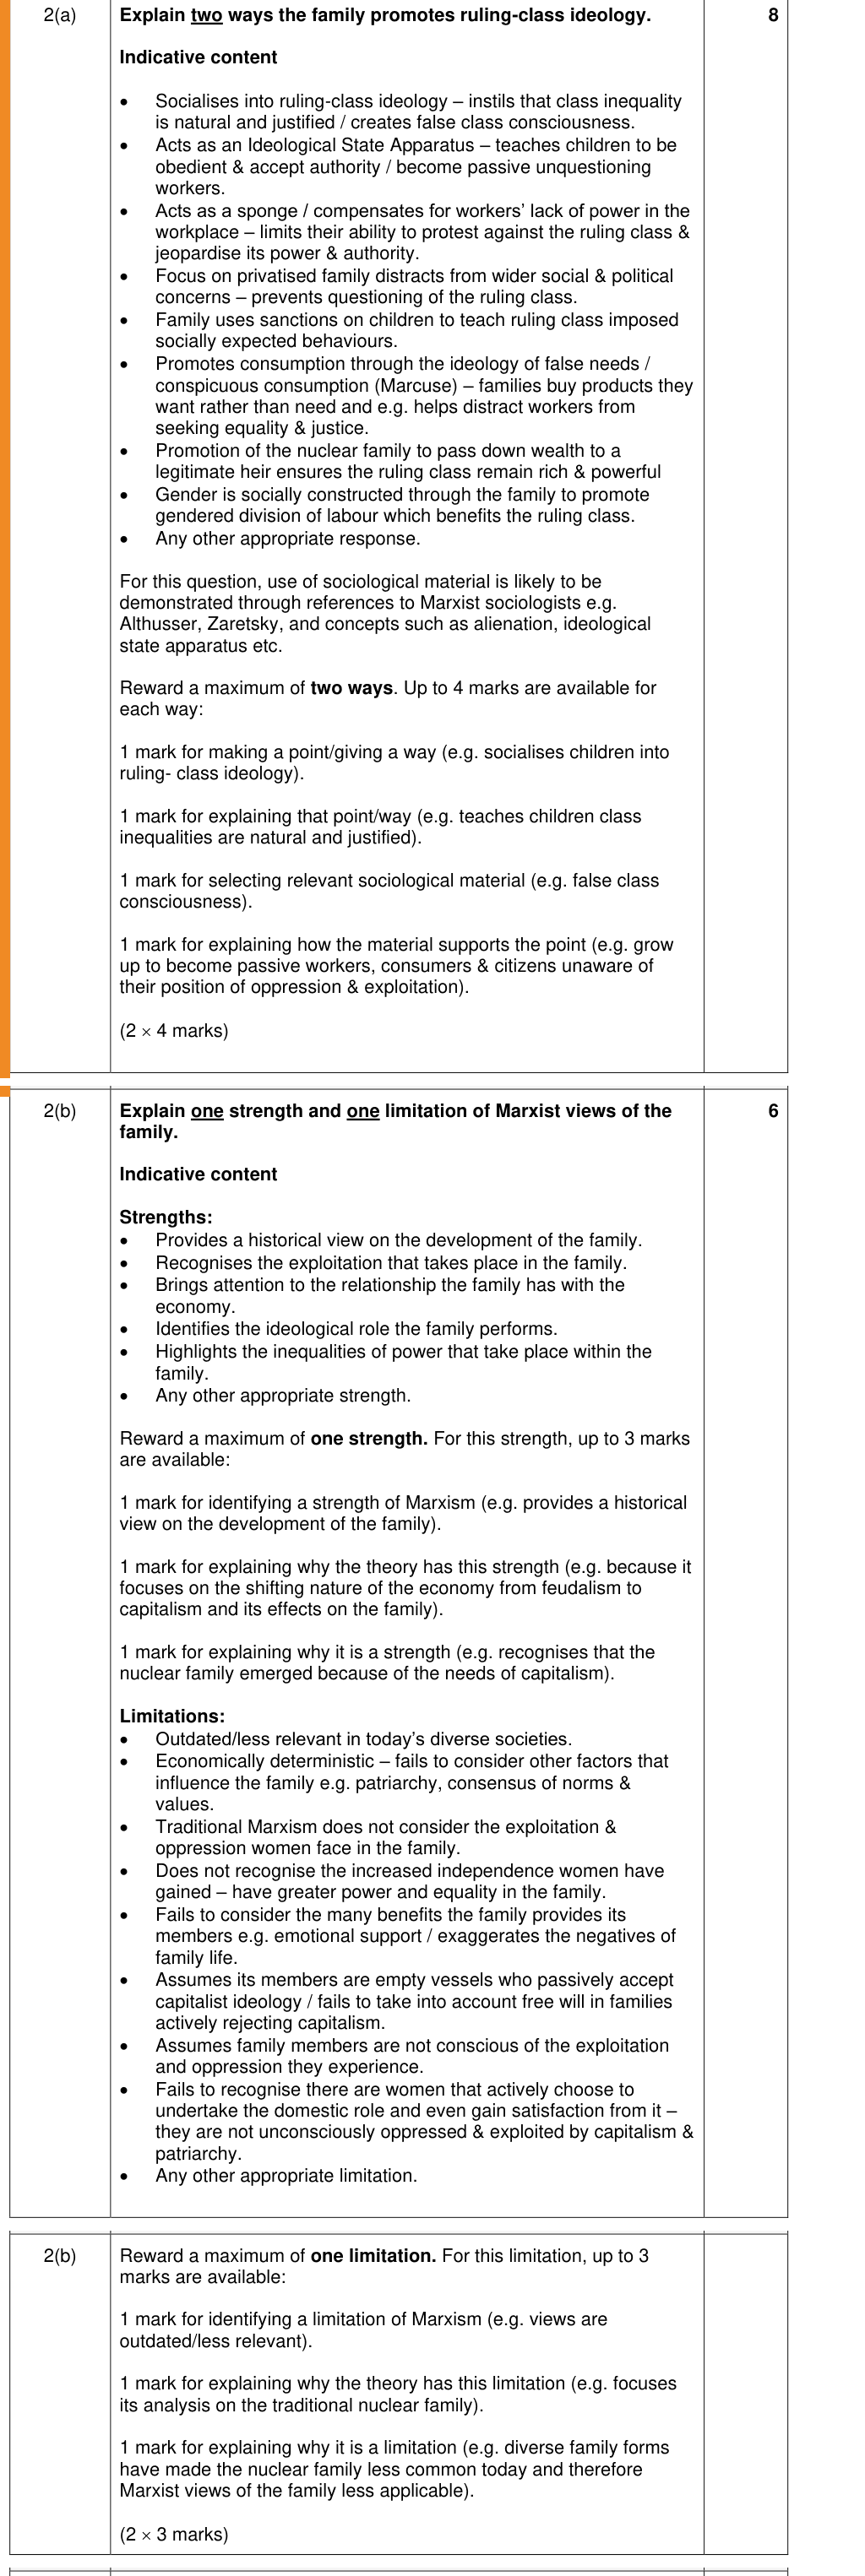 2(a)
Explain two ways the family promotes ruling-class ideology.
8
Indicative content
• Socialises into ruling-class ideology – instils that class inequality
is natural and justified / creates false class consciousness.
• Acts as an Ideological State Apparatus – teaches children to be
obedient & accept authority / become passive unquestioning
workers.
• Acts as a sponge / compensates for workers’ lack of power in the
workplace – limits their ability to protest against the ruling class &
jeopardise its power & authority.
• Focus on privatised family distracts from wider social & political
concerns – prevents questioning of the ruling class.
• Family uses sanctions on children to teach ruling class imposed
socially expected behaviours.
• Promotes consumption through the ideology of false needs /
conspicuous consumption (Marcuse) – families buy products they
want rather than need and e.g. helps distract workers from
seeking equality & justice.
• Promotion of the nuclear family to pass down wealth to a
legitimate heir ensures the ruling class remain rich & powerful
• Gender is socially constructed through the family to promote
gendered division of labour which benefits the ruling class.
• Any other appropriate response.
For this question, use of sociological material is likely to be
demonstrated through references to Marxist sociologists e.g.
Althusser, Zaretsky, and concepts such as alienation, ideological
state apparatus etc.
Reward a maximum of two ways. Up to 4 marks are available for
each way:
1 mark for making a point/giving a way (e.g. socialises children into
ruling- class ideology).
1 mark for explaining that point/way (e.g. teaches children class
inequalities are natural and justified).
1 mark for selecting relevant sociological material (e.g. false class
consciousness).
1 mark for explaining how the material supports the point (e.g. grow
up to become passive workers, consumers & citizens unaware of
their position of oppression & exploitation).
(2 × 4 marks)
2(b)
Explain one strength and one limitation of Marxist views of the
family.
6
Indicative content
Strengths:
• Provides a historical view on the development of the family.
• Recognises the exploitation that takes place in the family.
• Brings attention to the relationship the family has with the
economy.
• Identifies the ideological role the family performs.
• Highlights the inequalities of power that take place within the
family.
• Any other appropriate strength.
Reward a maximum of one strength. For this strength, up to 3 marks
are available:
1 mark for identifying a strength of Marxism (e.g. provides a historical
view on the development of the family).
1 mark for explaining why the theory has this strength (e.g. because it
focuses on the shifting nature of the economy from feudalism to
capitalism and its effects on the family).
1 mark for explaining why it is a strength (e.g. recognises that the
nuclear family emerged because of the needs of capitalism).
Limitations:
• Outdated/less relevant in today’s diverse societies.
• Economically deterministic – fails to consider other factors that
influence the family e.g. patriarchy, consensus of norms &
values.
• Traditional Marxism does not consider the exploitation &
oppression women face in the family.
• Does not recognise the increased independence women have
gained – have greater power and equality in the family.
• Fails to consider the many benefits the family provides its
members e.g. emotional support / exaggerates the negatives of
family life.
• Assumes its members are empty vessels who passively accept
capitalist ideology / fails to take into account free will in families
actively rejecting capitalism.
• Assumes family members are not conscious of the exploitation
and oppression they experience.
• Fails to recognise there are women that actively choose to
undertake the domestic role and even gain satisfaction from it –
they are not unconsciously oppressed & exploited by capitalism &
patriarchy.
• Any other appropriate limitation.
2(b)
Reward a maximum of one limitation. For this limitation, up to 3
marks are available:
1 mark for identifying a limitation of Marxism (e.g. views are
outdated/less relevant).
1 mark for explaining why the theory has this limitation (e.g. focuses
its analysis on the traditional nuclear family).
1 mark for explaining why it is a limitation (e.g. diverse family forms
have made the nuclear family less common today and therefore
Marxist views of the family less applicable).
(2 × 3 marks)